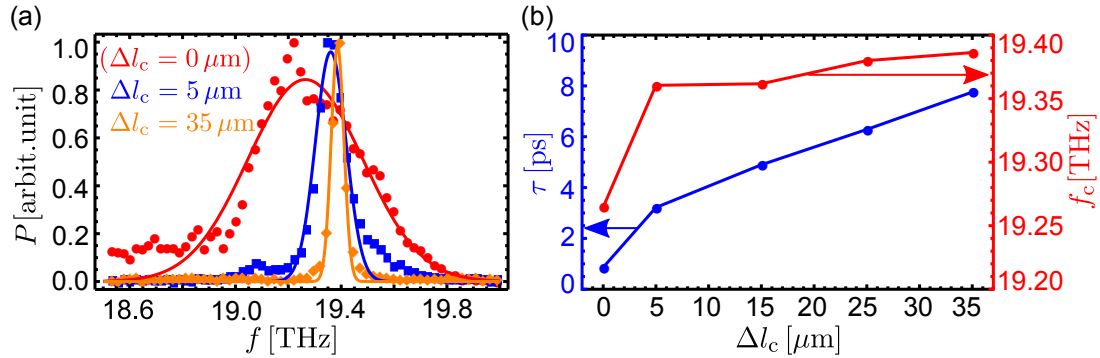 (a)
P [arbit.unit]
1.0
0.8
0.6
0.4
0.2
0.0
(Δl_c = 0 μm)
Δl_c = 5 μm
Δl_c = 35 μm
18.6 19.0 19.4 19.8
f [THz]
(b)
τ [ps]
10
8
6
4
2
0
0 5 10 15 20 25 30 35
Δl_c [μm]
19.40
19.35
19.30
19.25
19.20
f_c [THz]